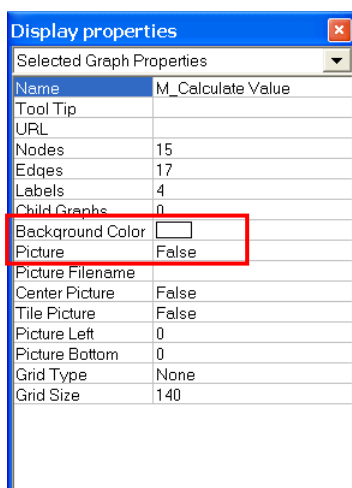 Display properties
Selected Graph Properties
Name M_Calculate Value
Tool Tip
URL
Nodes 15
Edges 17
Labels 4
Child Graphs 0
Background Color
Picture False
Picture Filename
Center Picture False
Tile Picture False
Picture Left 0
Picture Bottom 0
Grid Type None
Grid Size 140